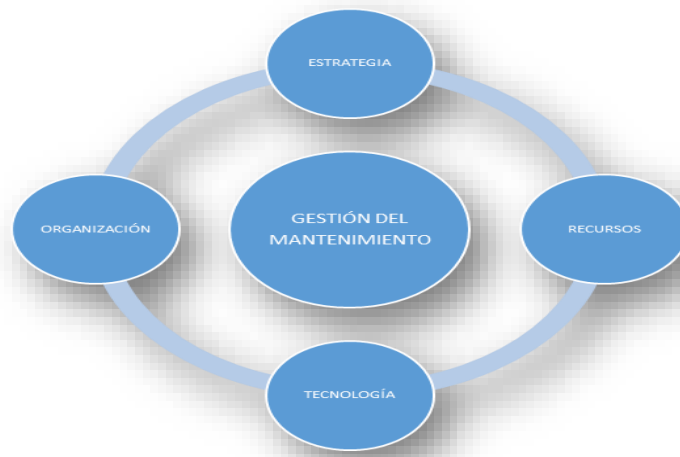 ESTRATEGIA
ORGANIZACIÓN
GESTIÓN DEL
MANTENIMIENTO
RECURSOS
TECNOLOGÍA